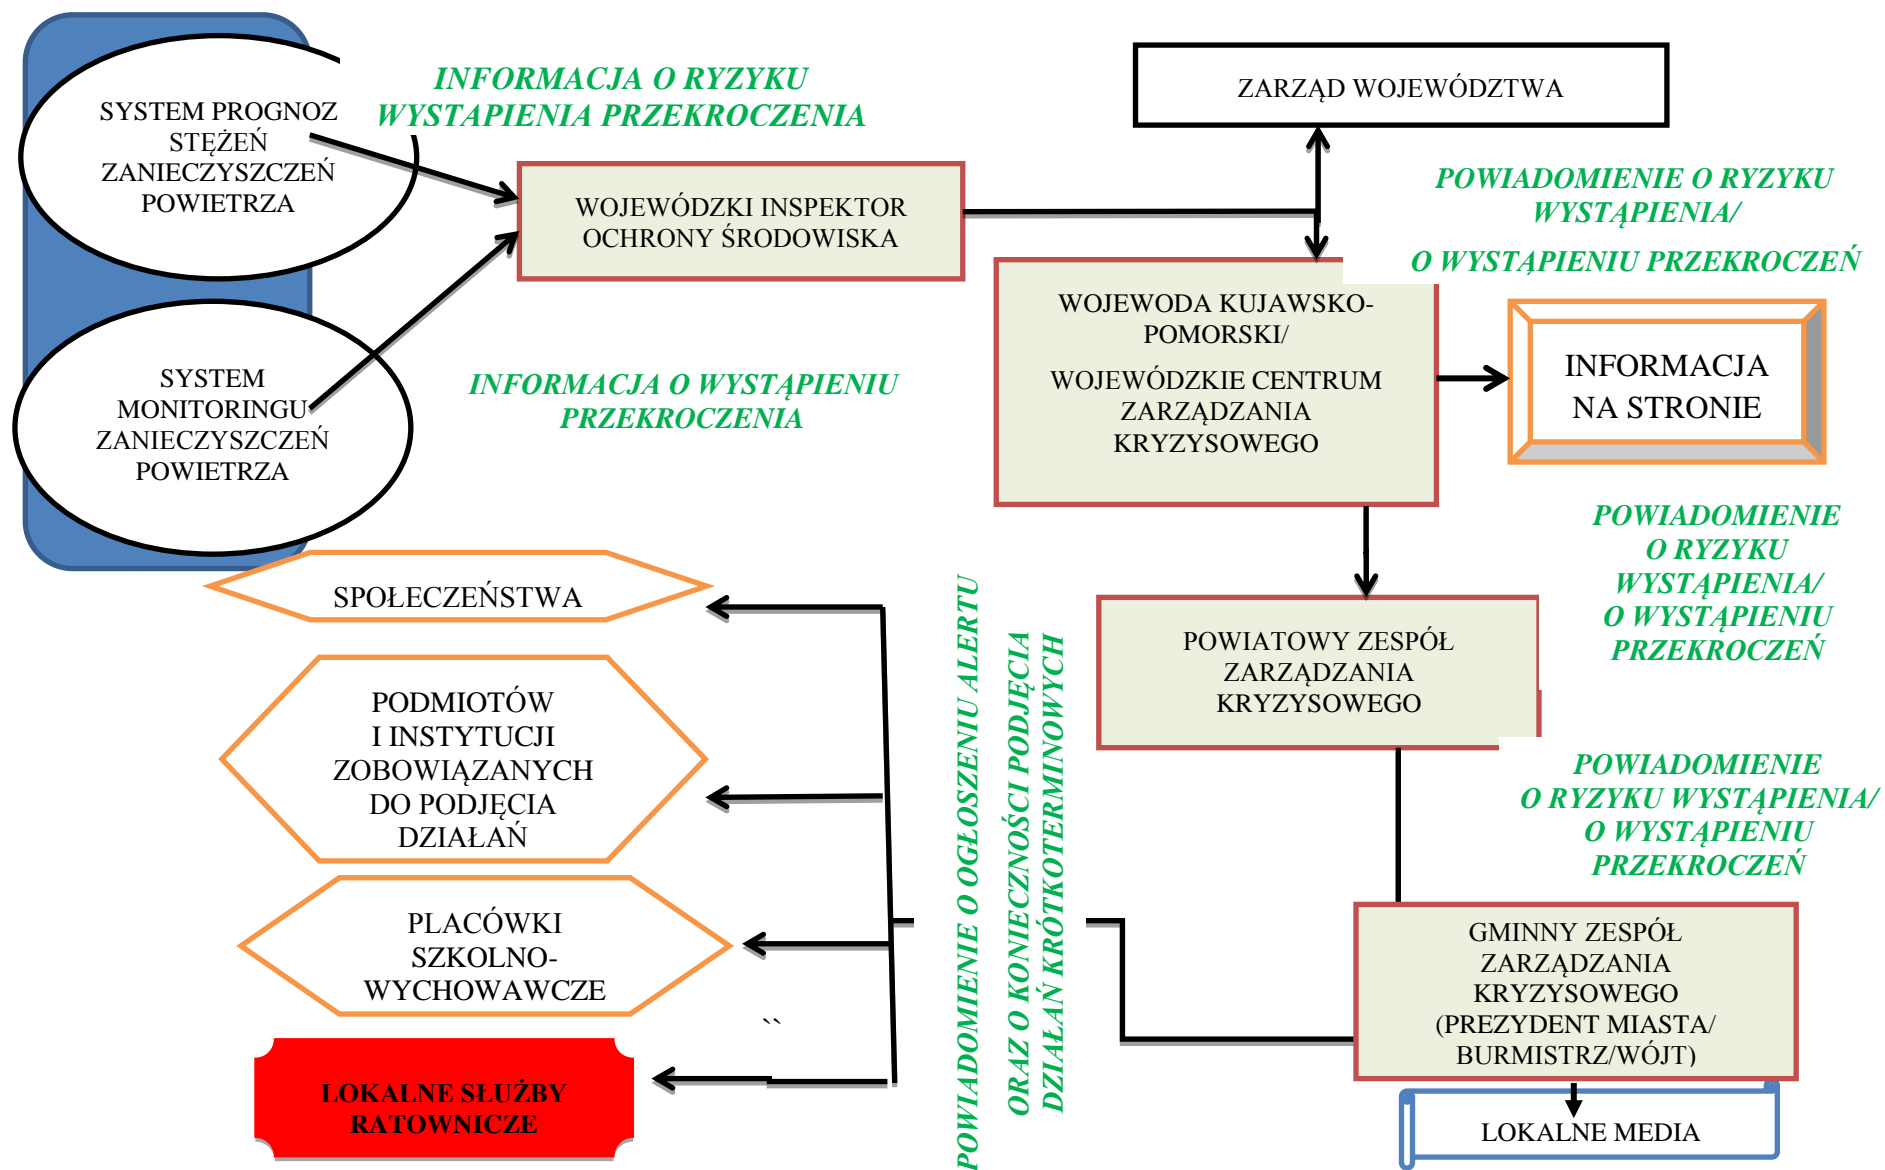 SYSTEM PROGNOZ
STĘŻEŃ
ZANIECZYSZCZEŃ
POWIETRZA
INFORMACJA O RYZYKU
WYSTAPIENIA PRZEKROCZENIA
ZARZĄD WOJEWÓDZTWA
WOJEWÓDZKI INSPEKTOR
OCHRONY ŚRODOWISKA
POWIADOMIENIE O RYZYKU
WYSTĄPIENIA/
O WYSTĄPIENIU PRZEKROCZEŃ
SYSTEM
MONITORINGU
ZANIECZYSZCZEŃ
POWIETRZA
INFORMACJA O WYSTĄPIENIU
PRZEKROCZENIA
WOJEWODA KUJAWSKO-
POMORSKI/
WOJEWÓDZKIE CENTRUM
ZARZĄDZANIA
KRYZYSOWEGO
INFORMACJA
NA STRONIE
POWIADOMIENIE
O RYZYKU
WYSTĄPIENIA/
O WYSTĄPIENIU
PRZEKROCZEŃ
POWIATOWY ZESPÓŁ
ZARZĄDZANIA
KRYZYSOWEGO
POWIADOMIENIE
O RYZYKU WYSTĄPIENIA/
O WYSTĄPIENIU
PRZEKROCZEŃ
GMINNY ZESPÓŁ
ZARZĄDZANIA
KRYZYSOWEGO
(PREZYDENT MIASTA/
BURMISTRZ/WÓJT)
LOKALNE MEDIA
POWIADOMIENIE O OGŁOSZENIU ALERTU
ORAZ O KONIECZNOŚCI PODJĘCIA
DZIAŁAŃ KRÓTKOTERMINOWYCH
SPOŁECZEŃSTWA
PODMIOTÓW
I INSTYTUCJI
ZOBOWIĄZANYCH
DO PODJĘCIA
DZIAŁAŃ
PLACÓWKI
SZKOLNO-
WYCHOWAWCZE
``
LOKALNE SŁUŻBY
RATOWNICZE